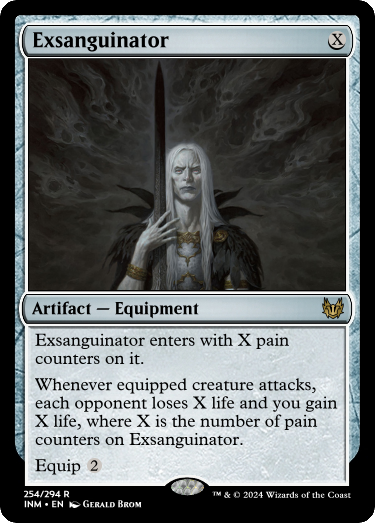 Exsanguinator
X
Artifact — Equipment
Exsanguinator enters with X pain
counters on it.
Whenever equipped creature attacks,
each opponent loses X life and you gain
X life, where X is the number of pain
counters on Exsanguinator.
Equip 2
254/294 R
INM • EN Gerald Brom
™ & © 2024 Wizards of the Coast